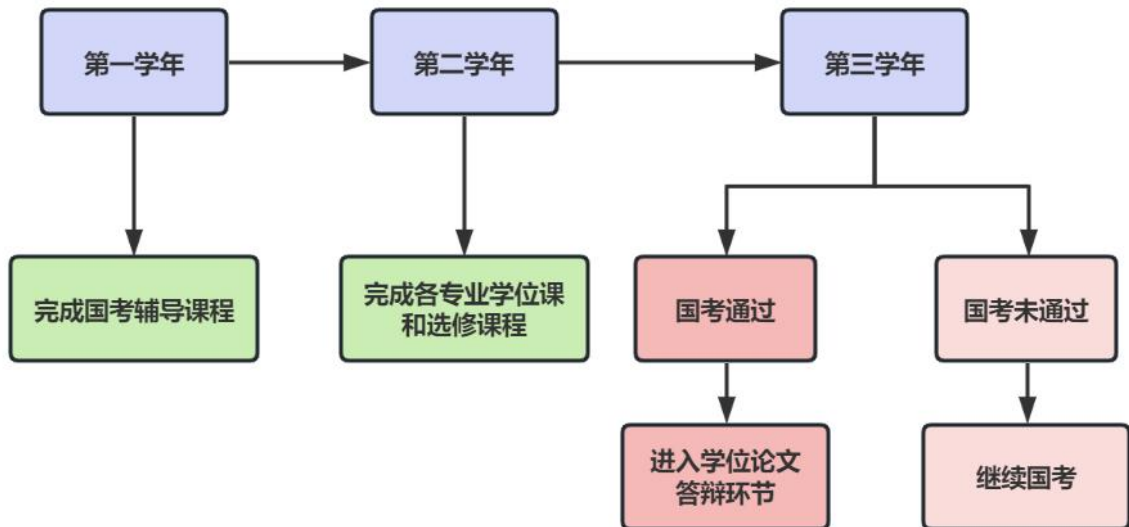 第一学年
第二学年
第三学年
完成国考辅导课程
完成各专业学位课
和选修课程
国考通过
国考未通过
进入学位论文
答辩环节
继续国考